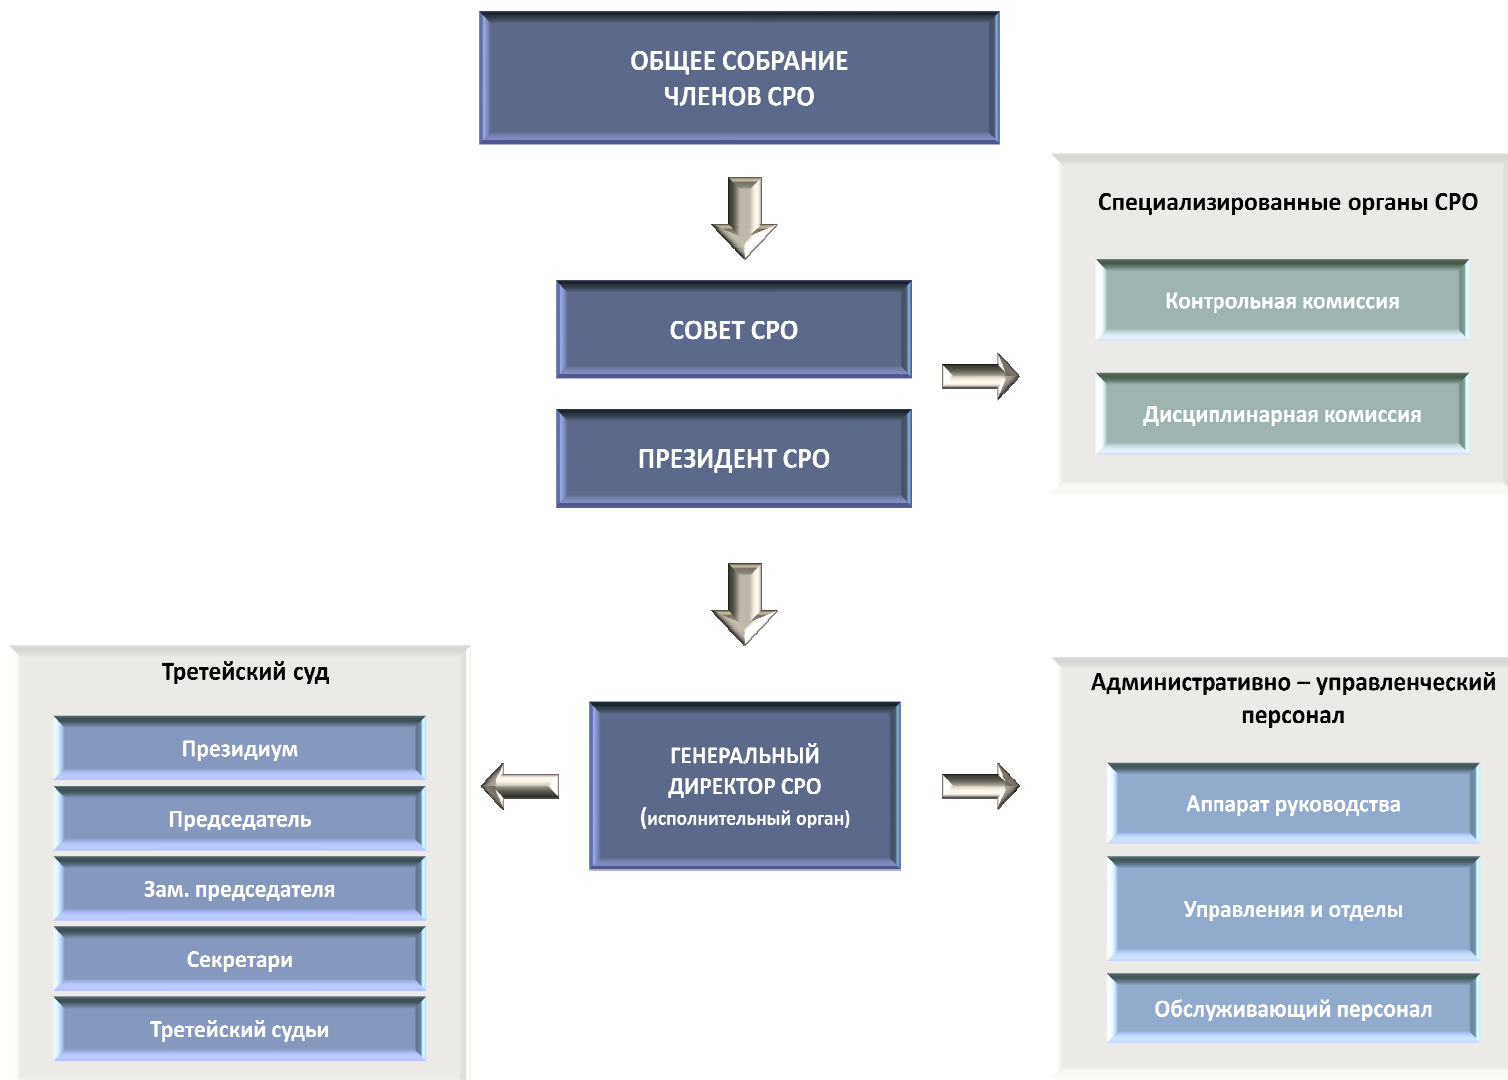 ОБЩЕЕ СОБРАНИЕ
ЧЛЕНОВ СРО
Специализированные органы СРО
Контрольная комиссия
Дисциплинарная комиссия
СОВЕТ СРО
ПРЕЗИДЕНТ СРО
Третейский суд
Президиум
Председатель
Зам. председателя
Секретари
Третейский судьи
ГЕНЕРАЛЬНЫЙ
ДИРЕКТОР СРО
(исполнительный орган)
Административно – управленческий
персонал
Аппарат руководства
Управления и отделы
Обслуживающий персонал